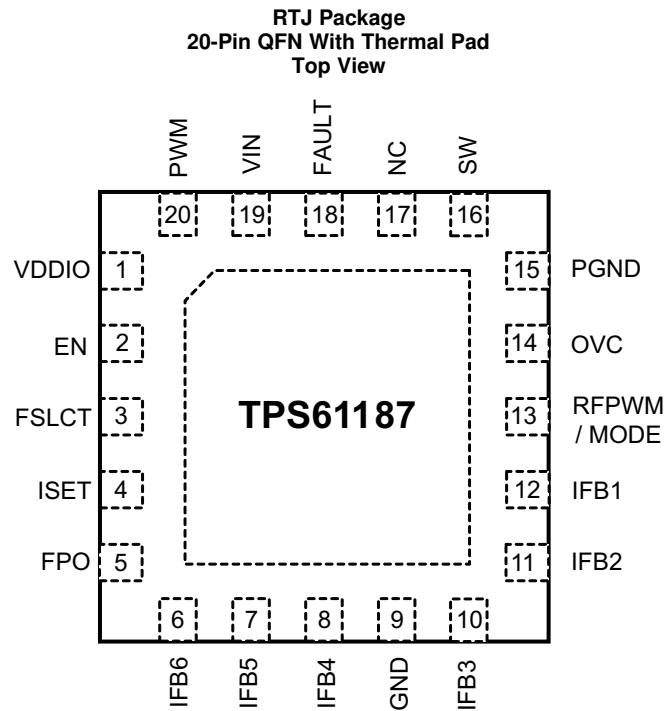 RTJ Package
20-Pin QFN With Thermal Pad
Top View
PWM
VIN
FAULT
NC
SW
20
19
18
17
16
VDDIO
1
15
PGND
EN
2
14
OVC
FSLCT
3
TPS61187
13
RFPWM
/ MODE
ISET
4
12
IFB1
FPO
5
11
IFB2
6
7
8
9
10
IFB6
IFB5
IFB4
GND
IFB3